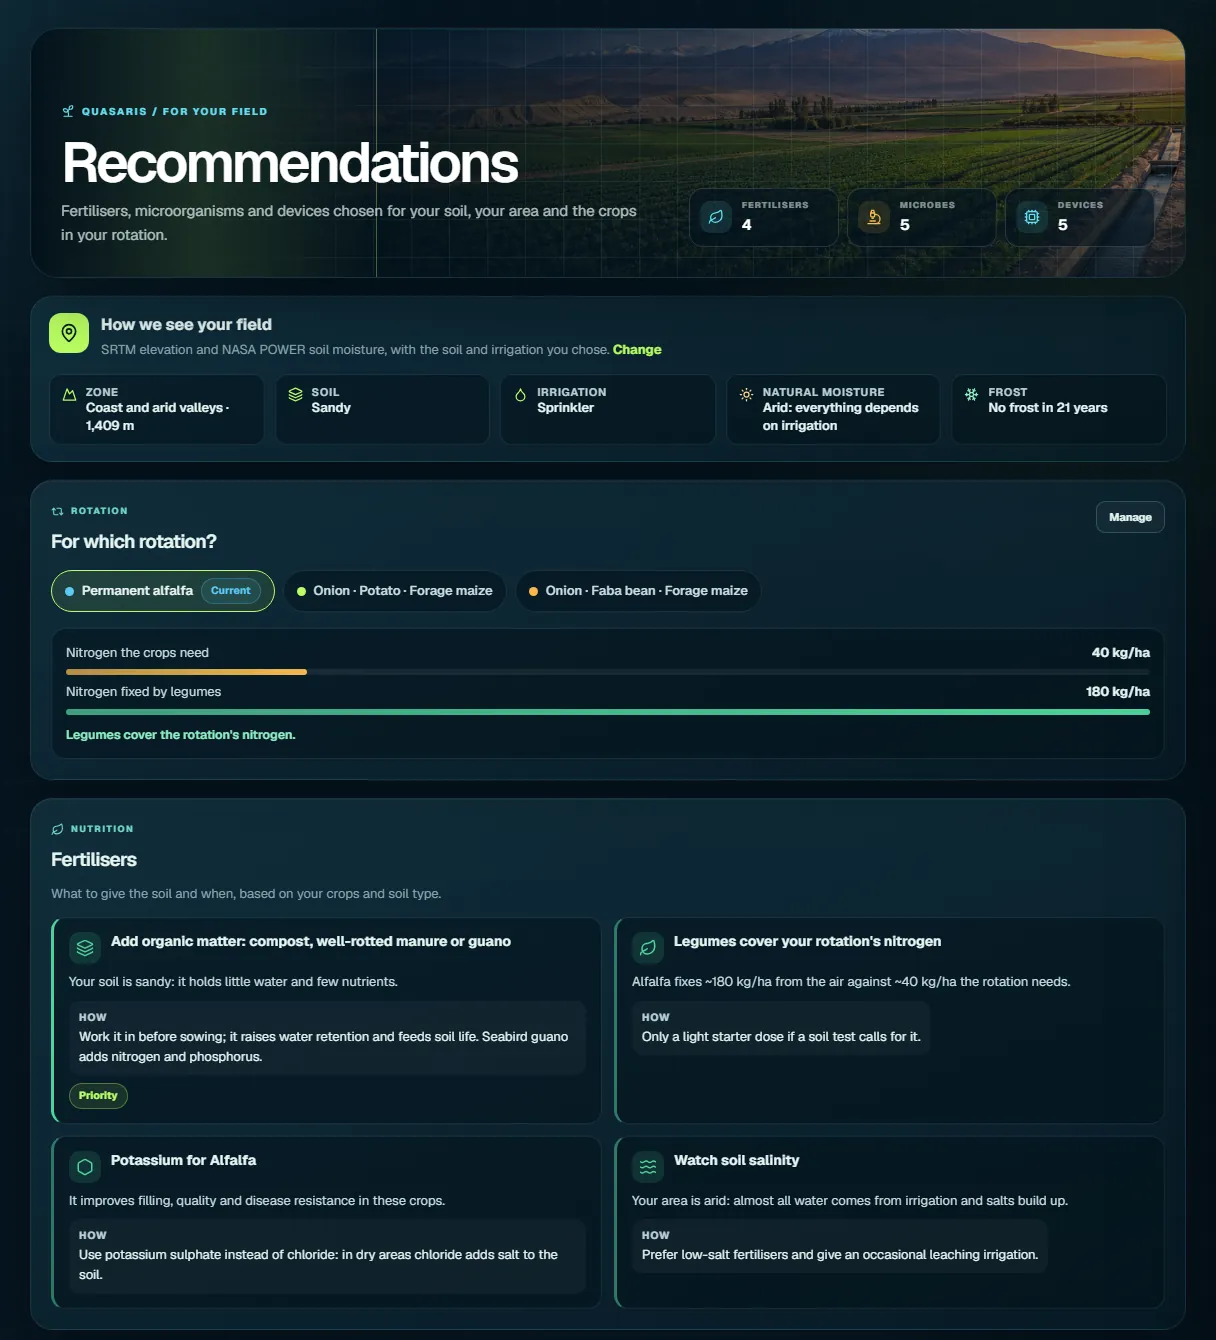 QUASARIS / FOR YOUR FIELD
Recommendations
Fertilisers, microorganisms and devices chosen for your soil, your area and the crops
in your rotation.
FERTILISERS
4
MICROBES
5
DEVICES
5
How we see your field
SRTM elevation and NASA POWER soil moisture, with the soil and irrigation you chose. Change
ZONE
Coast and arid valleys ·
1,409 m
SOIL
Sandy
IRRIGATION
Sprinkler
NATURAL MOISTURE
Arid: everything depends
on irrigation
FROST
No frost in 21 years
ROTATION
Manage
For which rotation?
Permanent alfalfa Current
Onion · Potato · Forage maize
Onion · Faba bean · Forage maize
Nitrogen the crops need 40 kg/ha
Nitrogen fixed by legumes 180 kg/ha
Legumes cover the rotation's nitrogen.
NUTRITION
Fertilisers
What to give the soil and when, based on your crops and soil type.
Add organic matter: compost, well-rotted manure or guano
Your soil is sandy: it holds little water and few nutrients.
HOW
Work it in before sowing; it raises water retention and feeds soil life. Seabird guano
adds nitrogen and phosphorus.
Priority
Legumes cover your rotation's nitrogen
Alfalfa fixes ~180 kg/ha from the air against ~40 kg/ha the rotation needs.
HOW
Only a light starter dose if a soil test calls for it.
Potassium for Alfalfa
It improves filling, quality and disease resistance in these crops.
HOW
Use potassium sulphate instead of chloride: in dry areas chloride adds salt to the
soil.
Watch soil salinity
Your area is arid: almost all water comes from irrigation and salts build up.
HOW
Prefer low-salt fertilisers and give an occasional leaching irrigation.